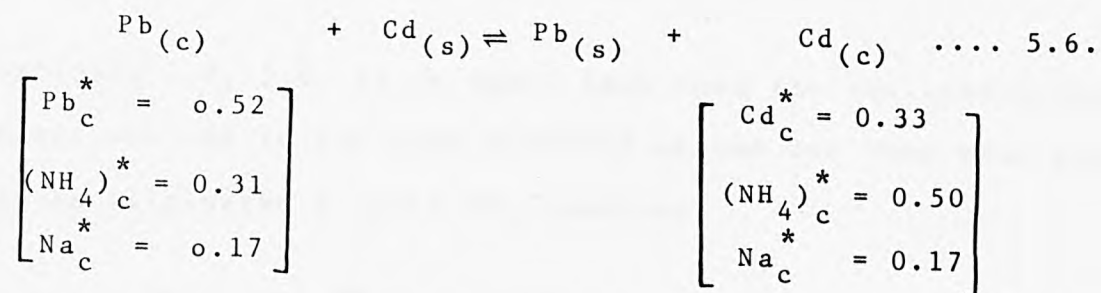 Pb(c) + Cd(s) ⇌ Pb(s) + Cd(c) .... 5.6.
[ Pb*c = o.52 [ Cd*c = 0.33 ]
(NH4)*c = 0.31 (NH4)*c = 0.50
Na*c = o.17 ] Na*c = 0.17 ]